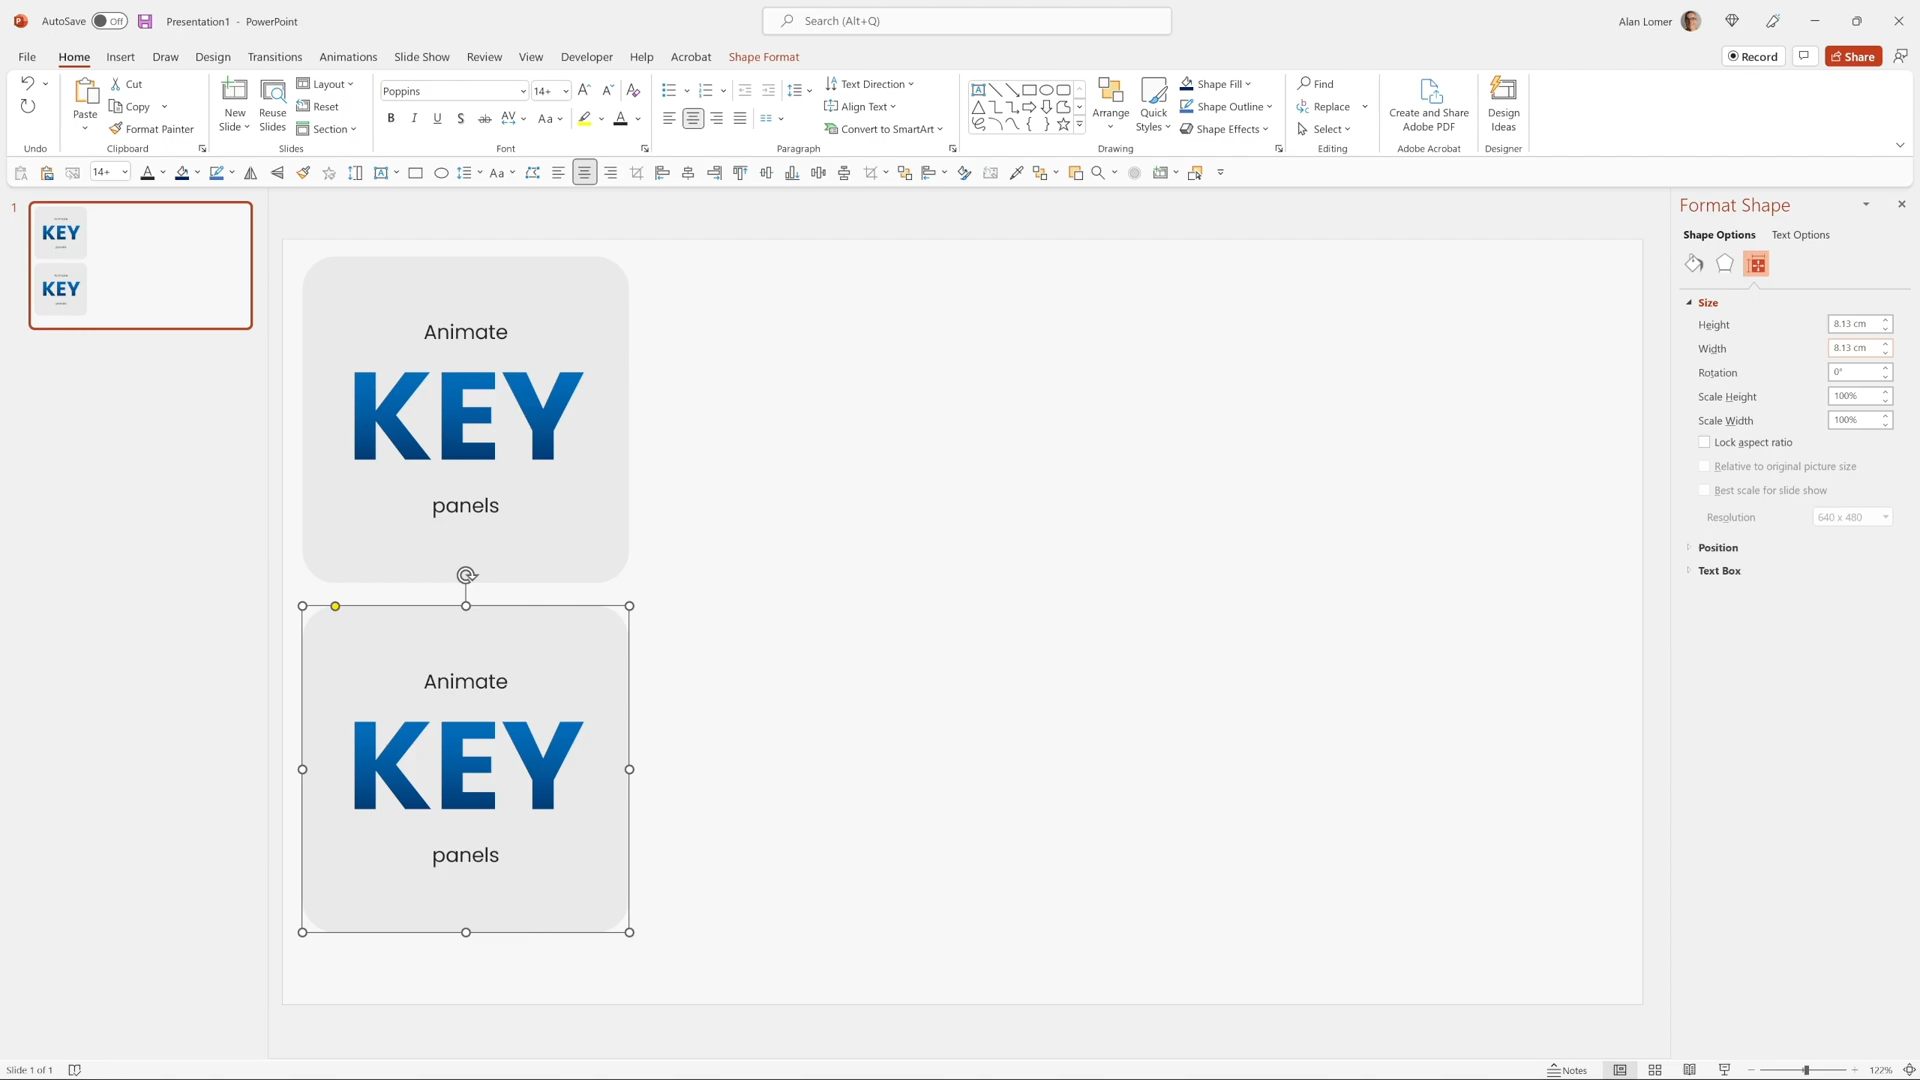 AutoSave Off Presentation1 - PowerPoint Search (Alt+Q) Alan Lomer
File Home Insert Draw Design Transitions Animations Slide Show Review View Developer Help Acrobat Shape Format Record Share
Cut
Copy
Format Painter
Paste
New
Slide
Reuse
Slides
Layout
Reset
Section
Poppins 14+
B I U S ab AV Aa A
Text Direction
Align Text
Convert to SmartArt
Arrange
Quick
Styles
Shape Fill
Shape Outline
Shape Effects
Find
Replace
Select
Create and Share
Adobe PDF
Design
Ideas
Undo Clipboard Slides Font Paragraph Drawing Editing Adobe Acrobat Designer
14+ A Aa
1
KEY
KEY
Animate
KEY
panels
Animate
KEY
panels
Format Shape
Shape Options Text Options
Size
Height 8.13 cm
Width 8.13 cm
Rotation 0°
Scale Height 100%
Scale Width 100%
Lock aspect ratio
Relative to original picture size
Best scale for slide show
Resolution 640 x 480
Position
Text Box
Slide 1 of 1 Notes 122%